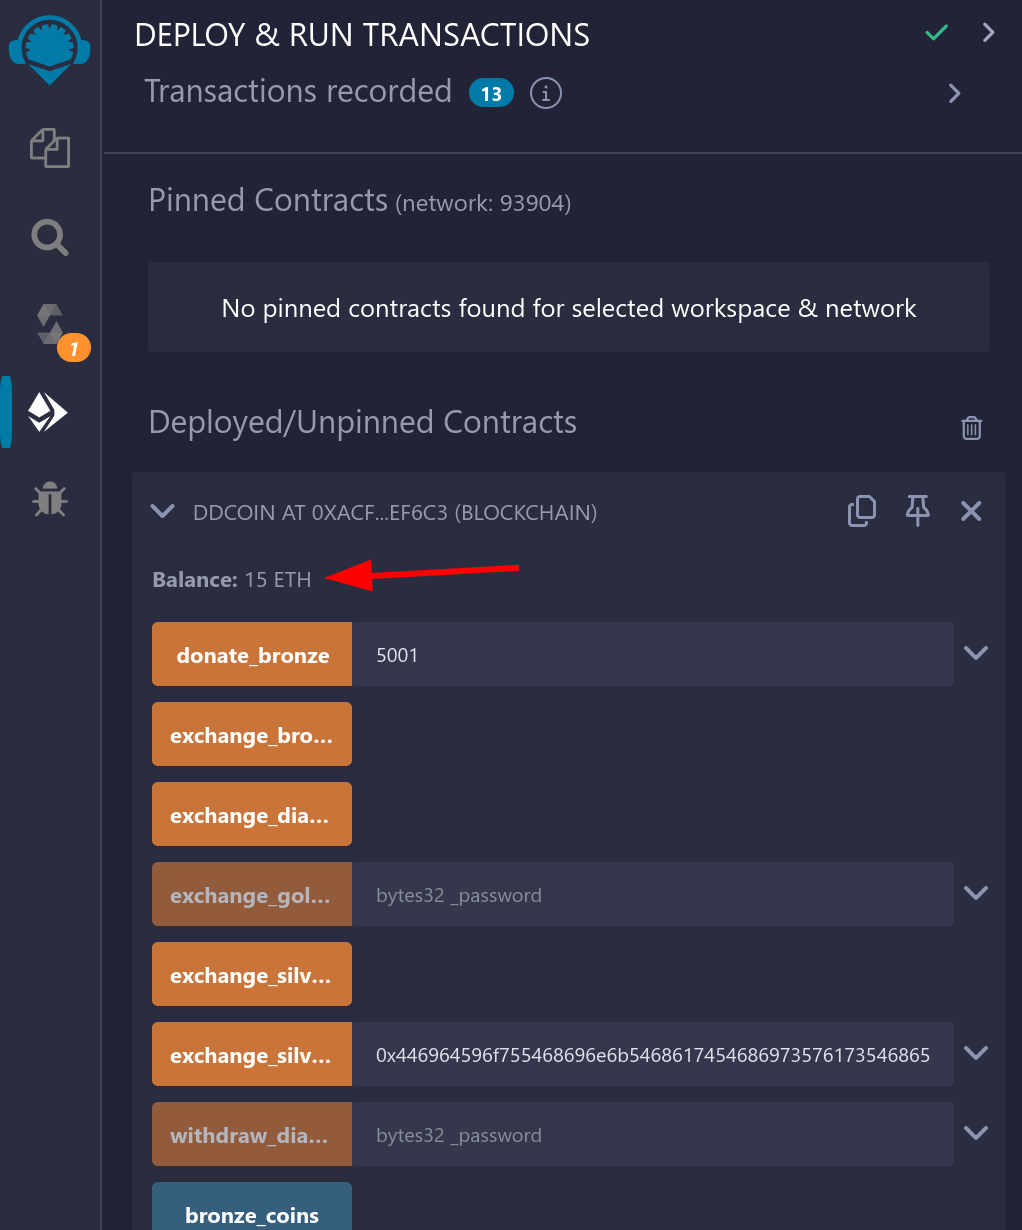 DEPLOY & RUN TRANSACTIONS
Transactions recorded 13 i
Pinned Contracts (network: 93904)
No pinned contracts found for selected workspace & network
1
Deployed/Unpinned Contracts
DDCOIN AT 0XACF...EF6C3 (BLOCKCHAIN)
Balance: 15 ETH
donate_bronze 5001
exchange_bro...
exchange_dia...
exchange_gol... bytes32 _password
exchange_silv...
exchange_silv... 0x446964596f755468696e6b5468617454686973576173546865
withdraw_dia... bytes32 _password
bronze_coins